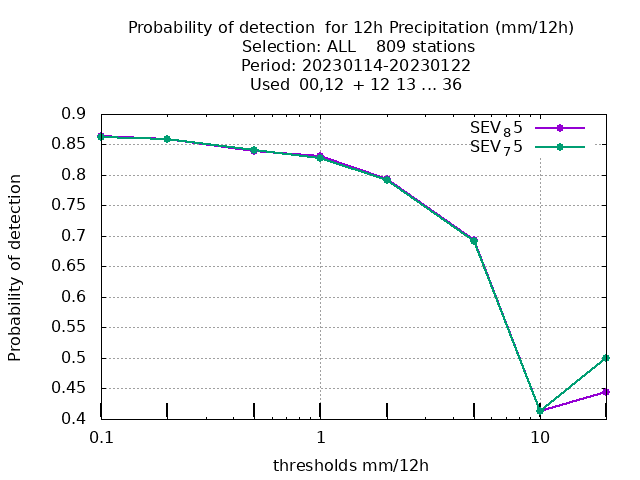 Probability of detection  for 12h Precipitation (mm/12h)
Selection: ALL    809 stations
Period: 20230114-20230122
Used  00,12  + 12 13 ... 36
0.9
SEV₈5
0.85
SEV₇5
0.8
0.75
0.7
0.65
0.6
0.55
0.5
0.45
0.4
Probability of detection
0.1 1 10
thresholds mm/12h